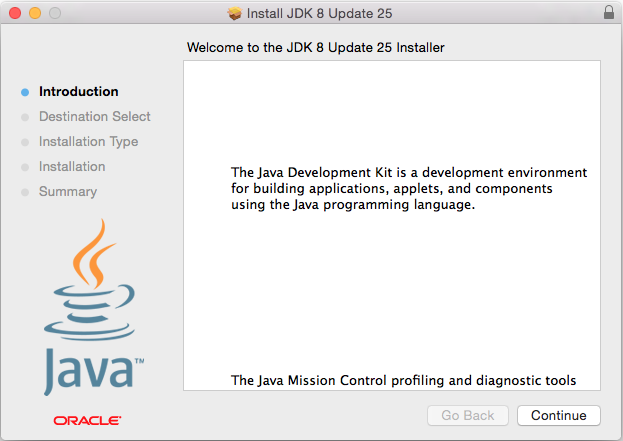 Install JDK 8 Update 25
Welcome to the JDK 8 Update 25 Installer
Introduction
Destination Select
Installation Type
Installation
Summary
The Java Development Kit is a development environment
for building applications, applets, and components
using the Java programming language.
The Java Mission Control profiling and diagnostic tools
Java™
ORACLE®
Go Back
Continue